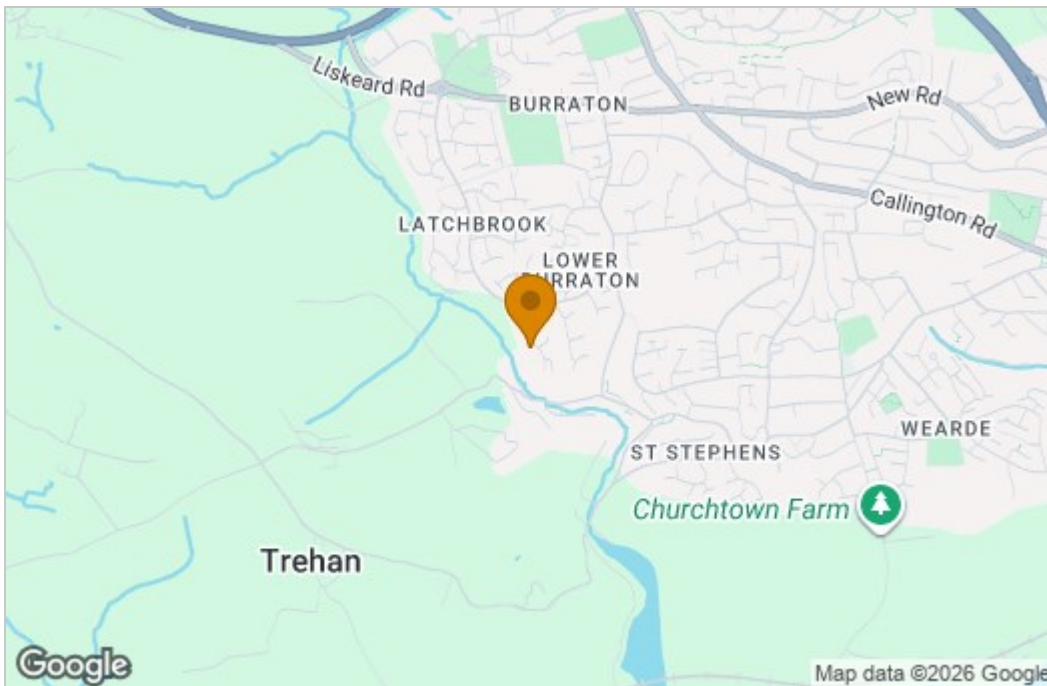 Liskeard Rd
BURRATON
New Rd
Callington Rd
LATCHBROOK
LOWER
BURRATON
WEARDE
ST STEPHENS
Churchtown Farm
Trehan
Google
Map data ©2026 Google